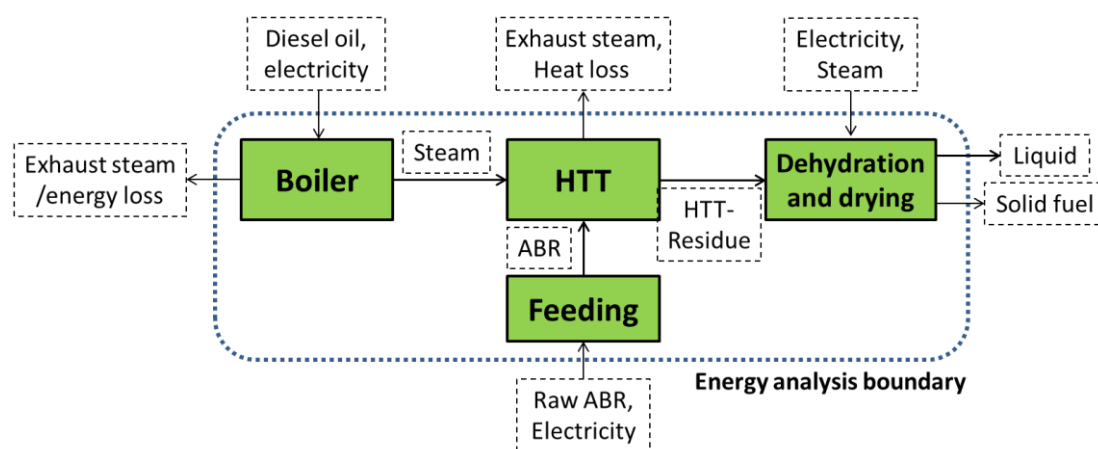 Diesel oil,
electricity
Exhaust steam,
Heat loss
Electricity,
Steam
Exhaust steam
/energy loss
Boiler
Steam
HTT
HTT-
Residue
Dehydration
and drying
Liquid
Solid fuel
ABR
Feeding
Raw ABR,
Electricity
Energy analysis boundary